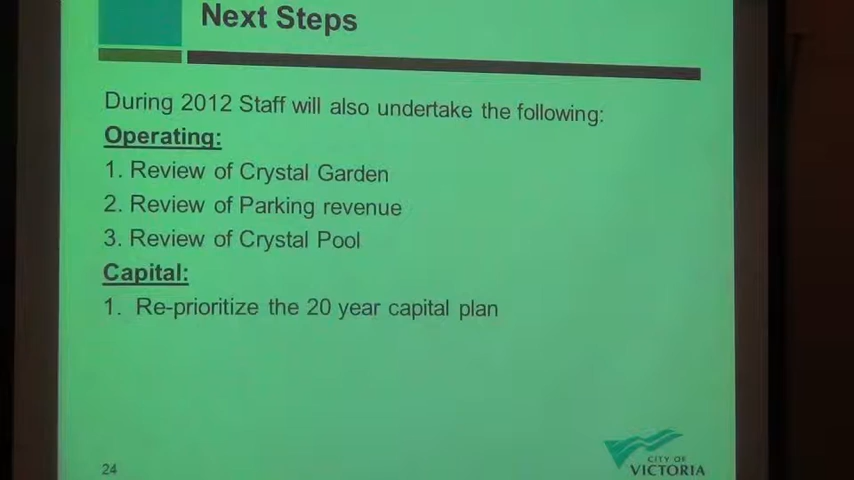 Next Steps
During 2012 Staff will also undertake the following:
Operating:
1. Review of Crystal Garden
2. Review of Parking revenue
3. Review of Crystal Pool
Capital:
1. Re-prioritize the 20 year capital plan
24
CITY OF
VICTORIA